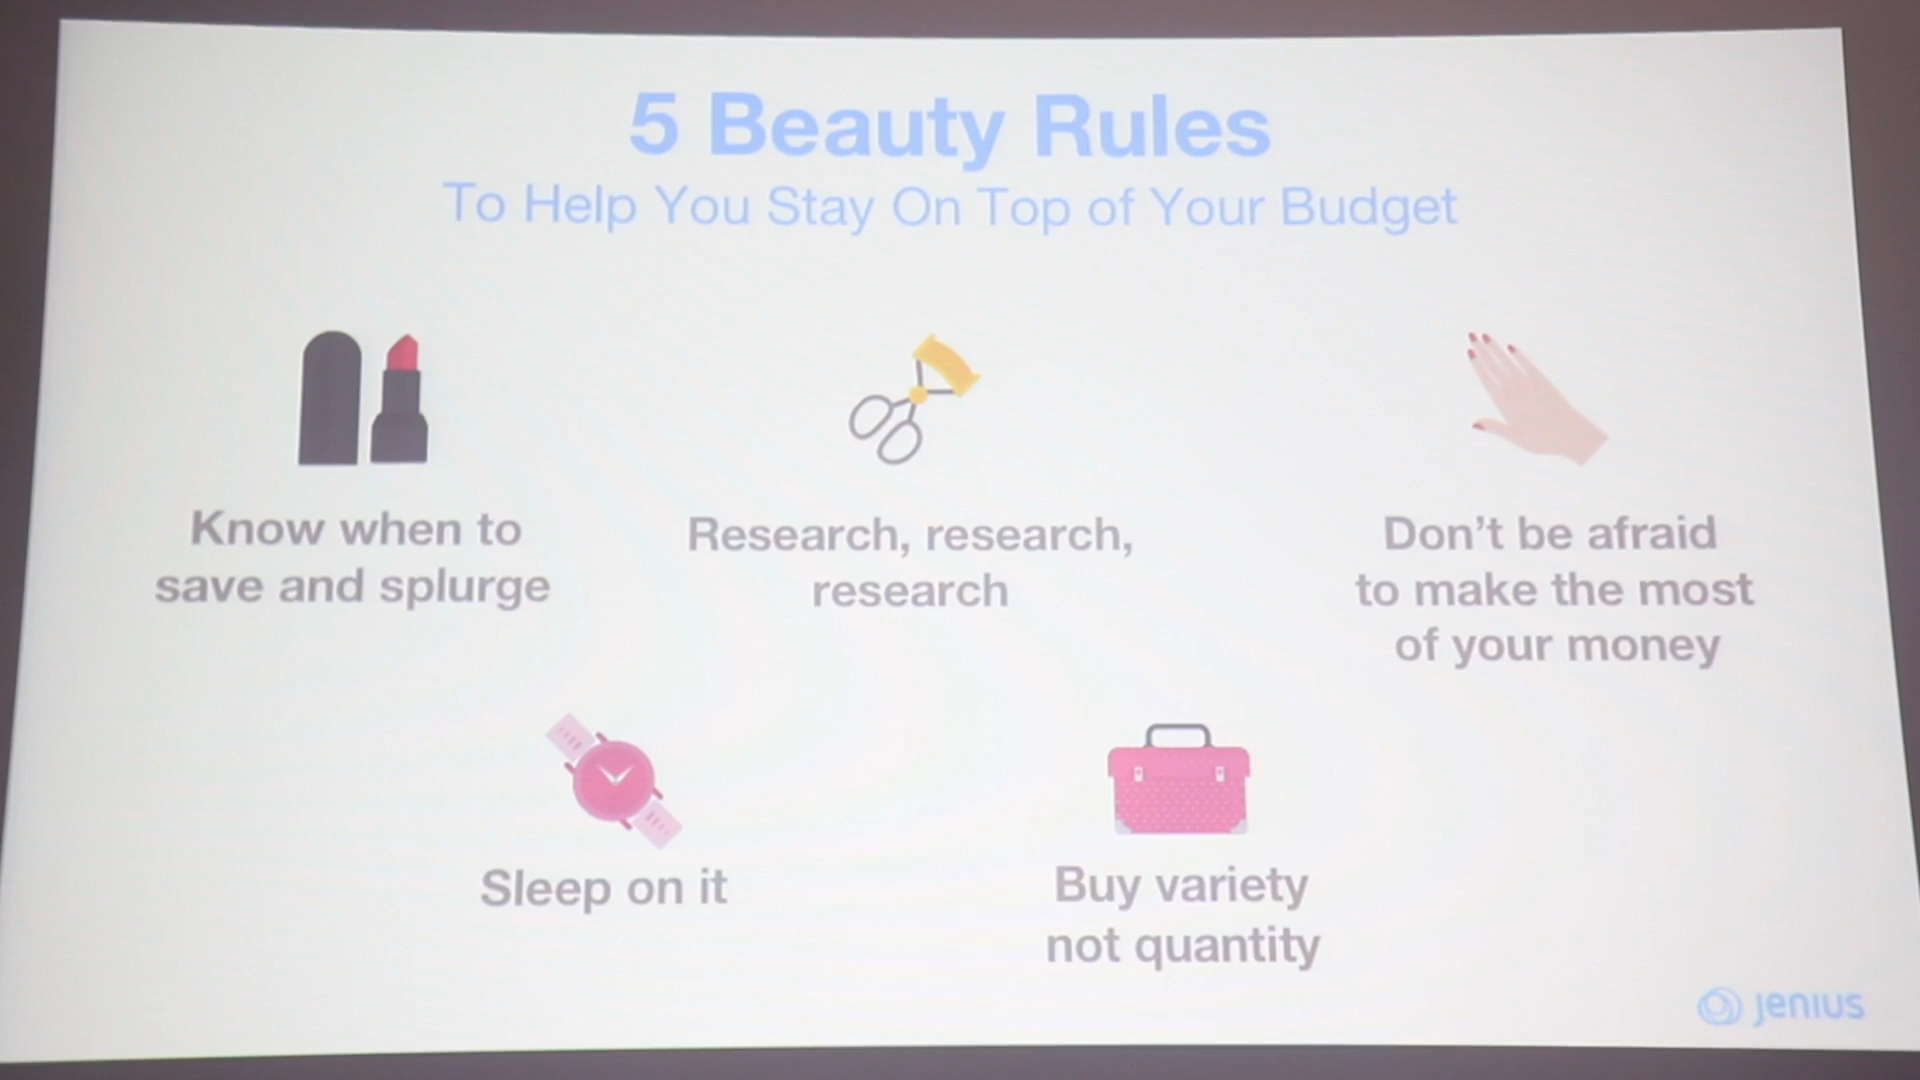 5 Beauty Rules
To Help You Stay On Top of Your Budget
Know when to
save and splurge
Research, research,
research
Don't be afraid
to make the most
of your money
Sleep on it
Buy variety
not quantity
jenius